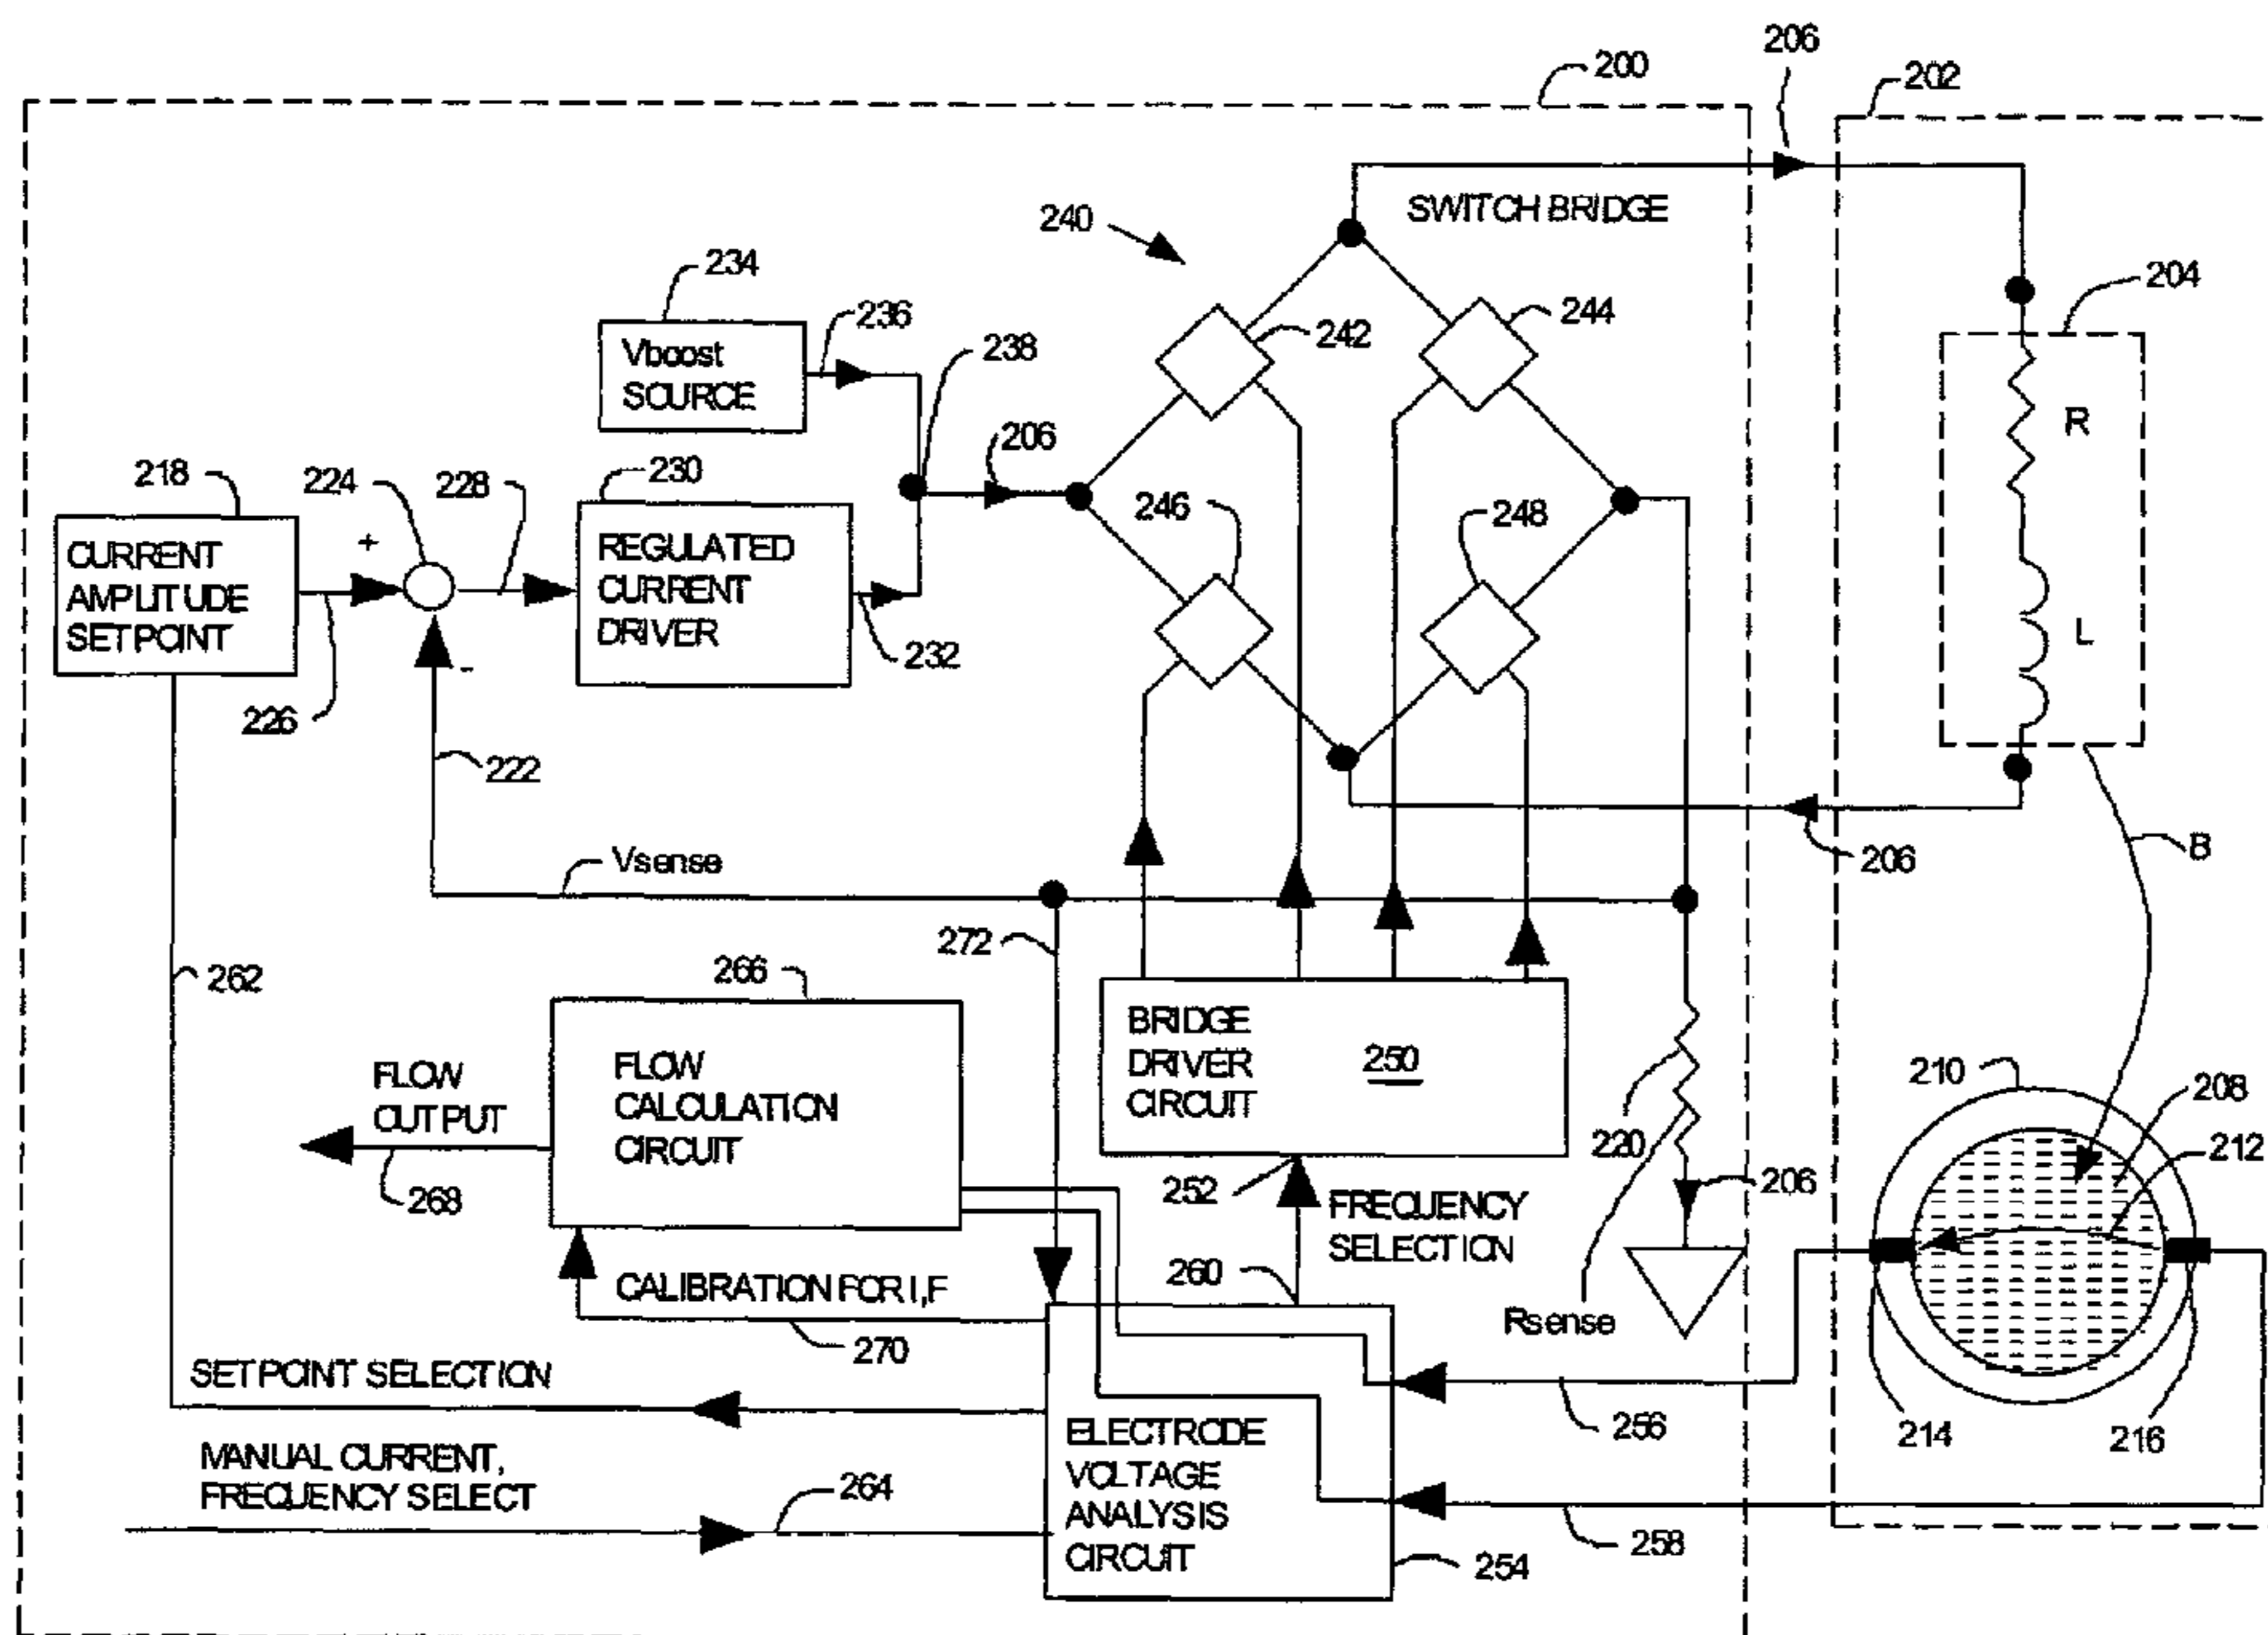 206
200
202
SWITCH BRIDGE
240
234
204
236
Vboost
SOURCE
242
244
238
R
206
218
224
228
230
246
248
CURRENT
AMPLITUDE
SETPOINT
+
REGULATED
CURRENT
DRIVER
L
-
232
226
222
B
Vsense
206
272
262
266
BRIDGE
DRIVER
CIRCUIT
250
FLOW
OUTPUT
FLOW
CALCULATION
CIRCUIT
210
208
220
212
268
252
206
FREQUENCY
SELECTION
260
CALIBRATION FOR I,F
Rsense
270
SETPOINT SELECTION
256
214
216
ELECTRODE
VOLTAGE
ANALYSIS
CIRCUIT
MANUAL CURRENT,
FREQUENCY SELECT
264
258
254